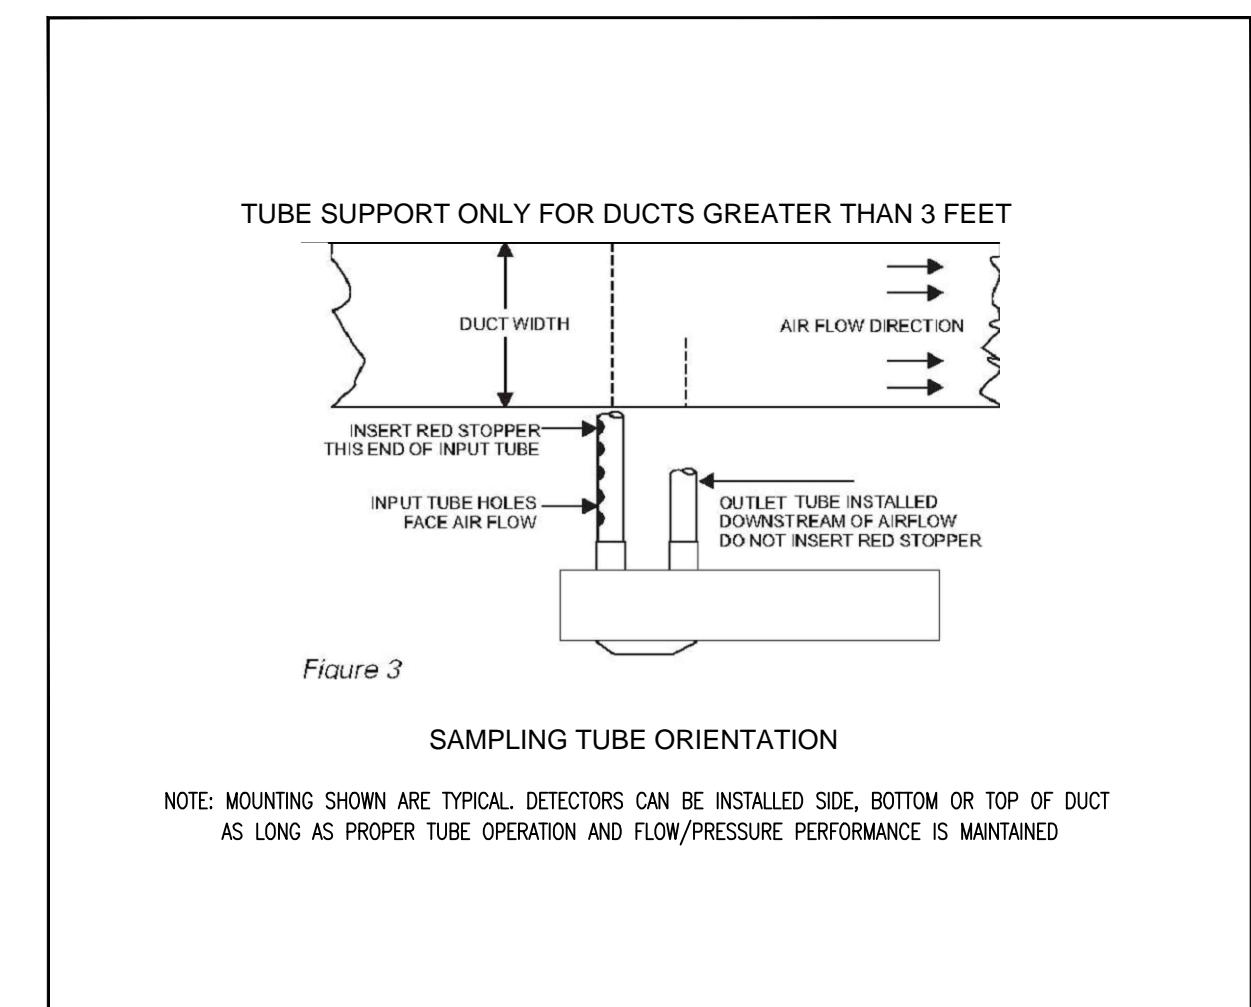 TUBE SUPPORT ONLY FOR DUCTS GREATER THAN 3 FEET
DUCT WIDTH
AIR FLOW DIRECTION
INSERT RED STOPPER
THIS END OF INPUT TUBE
INPUT TUBE HOLES
FACE AIR FLOW
OUTLET TUBE INSTALLED
DOWNSTREAM OF AIRFLOW
DO NOT INSERT RED STOPPER
Figure 3
SAMPLING TUBE ORIENTATION
NOTE: MOUNTING SHOWN ARE TYPICAL. DETECTORS CAN BE INSTALLED SIDE, BOTTOM OR TOP OF DUCT
AS LONG AS PROPER TUBE OPERATION AND FLOW/PRESSURE PERFORMANCE IS MAINTAINED